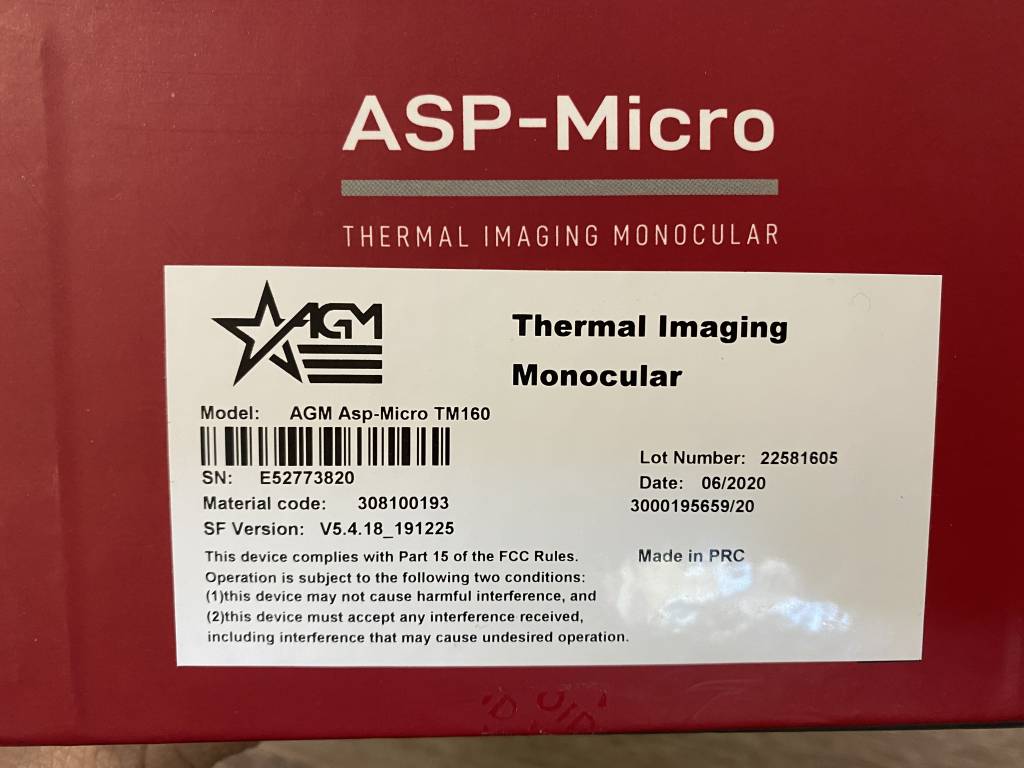 ASP-Micro
THERMAL IMAGING MONOCULAR
AGM
Thermal Imaging
Monocular
Model: AGM Asp-Micro TM160
SN: E52773820
Material code: 308100193
SF Version: V5.4.18_191225
Lot Number: 22581605
Date: 06/2020
3000195659/20
Made in PRC
This device complies with Part 15 of the FCC Rules.
Operation is subject to the following two conditions:
(1)this device may not cause harmful interference, and
(2)this device must accept any interference received,
including interference that may cause undesired operation.